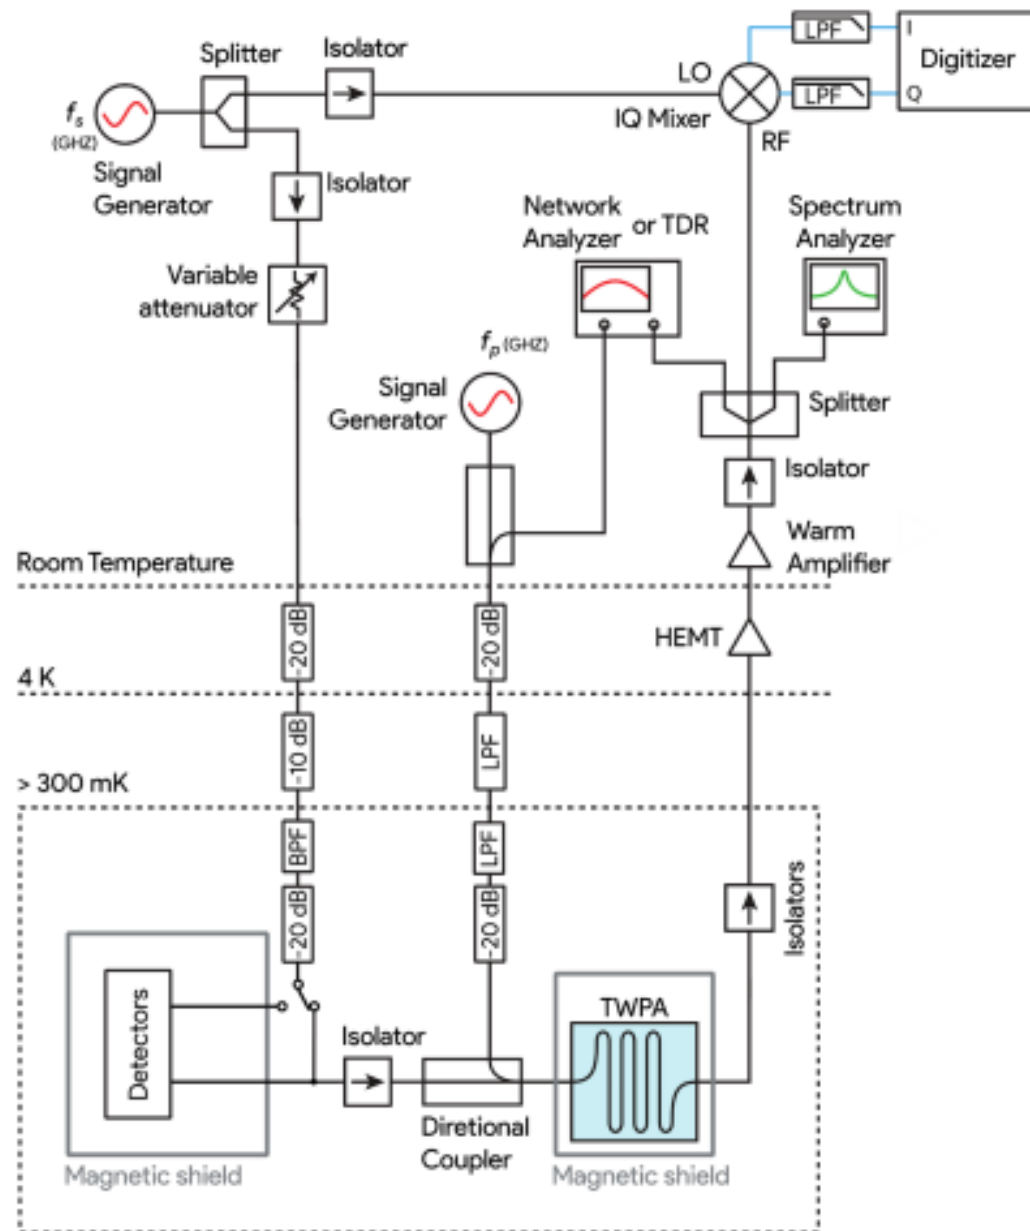 LPF
I
Splitter
Isolator
LO
Digitizer
f_s
(GHZ)
LPF
Q
IQ Mixer
RF
Signal
Generator
Isolator
Network
Analyzer
or TDR
Spectrum
Analyzer
Variable
attenuator
f_p (GHZ)
Signal
Generator
Splitter
Isolator
Warm
Amplifier
Room Temperature
-20 dB
-20 dB
HEMT
4 K
-10 dB
LPF
> 300 mK
BPF
LPF
-20 dB
-20 dB
Isolators
Detectors
Isolator
TWPA
Diretional
Coupler
Magnetic shield
Magnetic shield